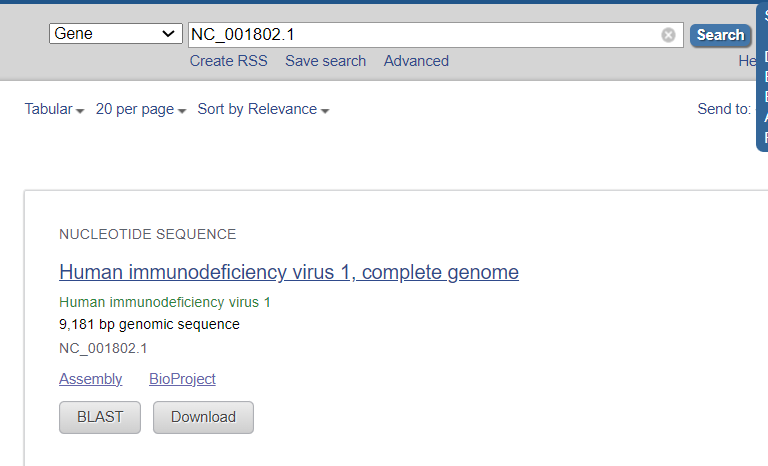 Gene NC_001802.1 Search
Create RSS Save search Advanced
Tabular 20 per page Sort by Relevance Send to:
NUCLEOTIDE SEQUENCE
Human immunodeficiency virus 1, complete genome
Human immunodeficiency virus 1
9,181 bp genomic sequence
NC_001802.1
Assembly BioProject
BLAST Download